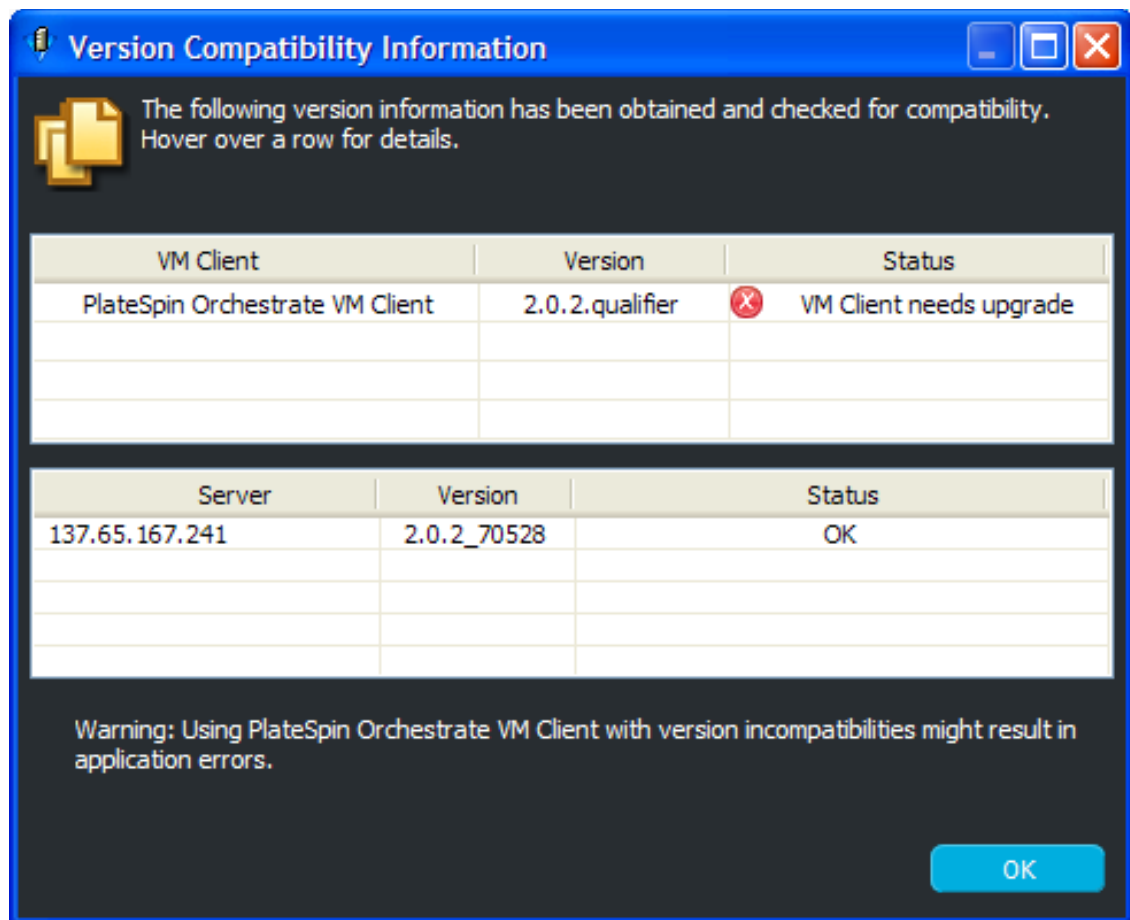 Version Compatibility Information
The following version information has been obtained and checked for compatibility.
Hover over a row for details.
VM Client Version Status
PlateSpin Orchestrate VM Client 2.0.2.qualifier VM Client needs upgrade
Server Version Status
137.65.167.241 2.0.2_70528 OK
Warning: Using PlateSpin Orchestrate VM Client with version incompatibilities might result in
application errors.
OK